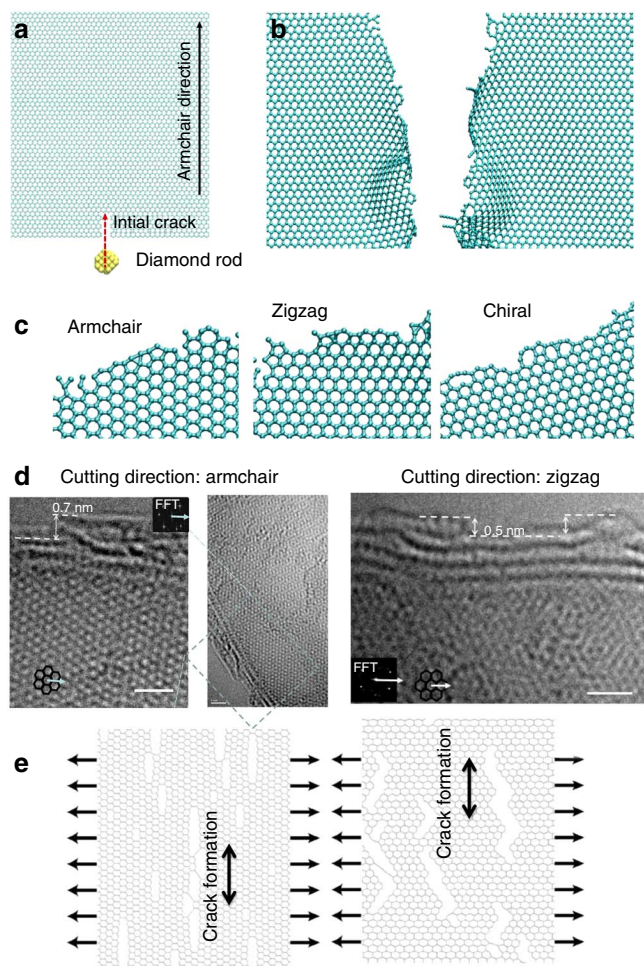 a
Armchair direction
Intial crack
Diamond rod
b
c
Armchair
Zigzag
Chiral
d
Cutting direction: armchair
Cutting direction: zigzag
0.7 nm
FFT
0.5 nm
FFT
e
Crack formation
Crack formation